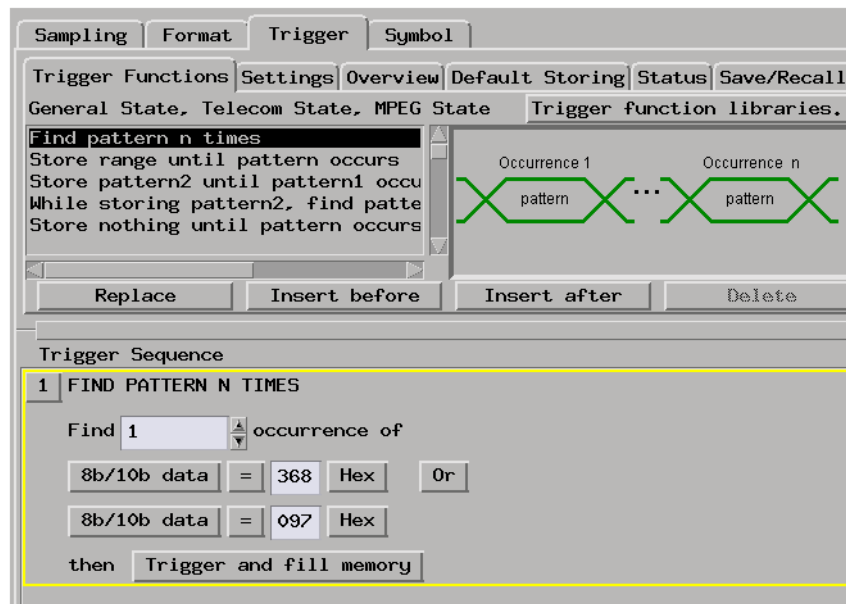 Sampling Format Trigger Symbol
Trigger Functions Settings Overview Default Storing Status Save/Recall
General State, Telecom State, MPEG State Trigger function libraries.
Find pattern n times
Store range until pattern occurs
Store pattern2 until pattern1 occu
While storing pattern2, find patte
Store nothing until pattern occurs
Occurrence 1 Occurrence n
pattern ... pattern
Replace Insert before Insert after Delete
Trigger Sequence
1 FIND PATTERN N TIMES
Find 1 occurrence of
8b/10b data = 368 Hex Or
8b/10b data = 097 Hex
then Trigger and fill memory